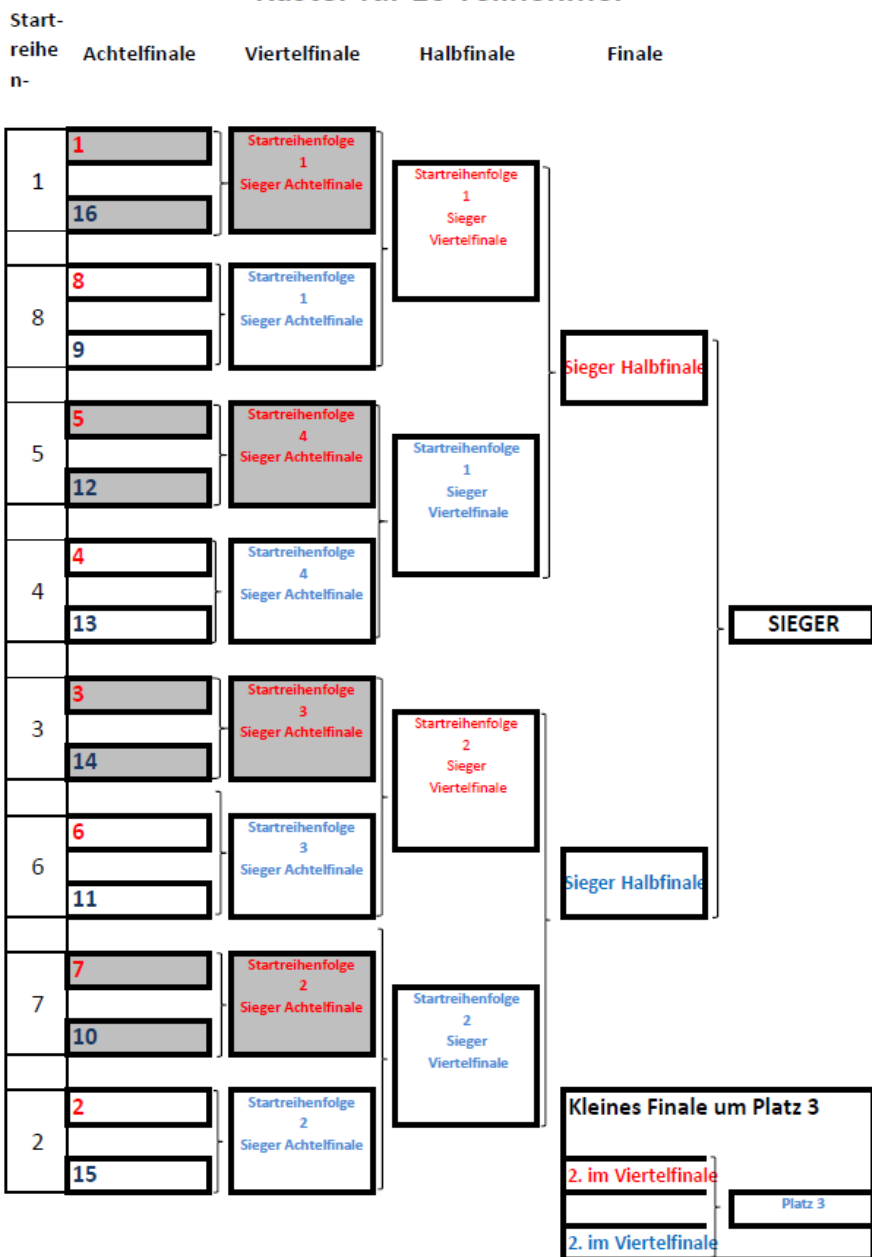 Start-
reihe
n-
Achtelfinale
Viertelfinale
Halbfinale
Finale
1
1
16
Startreihenfolge
1
Sieger Achtelfinale
Startreihenfolge
1
Sieger
Viertelfinale
8
8
9
Startreihenfolge
1
Sieger Achtelfinale
Sieger Halbfinale
5
5
12
Startreihenfolge
4
Sieger Achtelfinale
Startreihenfolge
1
Sieger
Viertelfinale
4
4
13
Startreihenfolge
4
Sieger Achtelfinale
SIEGER
3
3
14
Startreihenfolge
3
Sieger Achtelfinale
Startreihenfolge
2
Sieger
Viertelfinale
6
6
11
Startreihenfolge
3
Sieger Achtelfinale
Sieger Halbfinale
7
7
10
Startreihenfolge
2
Sieger Achtelfinale
Startreihenfolge
2
Sieger
Viertelfinale
2
2
15
Startreihenfolge
2
Sieger Achtelfinale
Kleines Finale um Platz 3
2. im Viertelfinale
Platz 3
2. im Viertelfinale